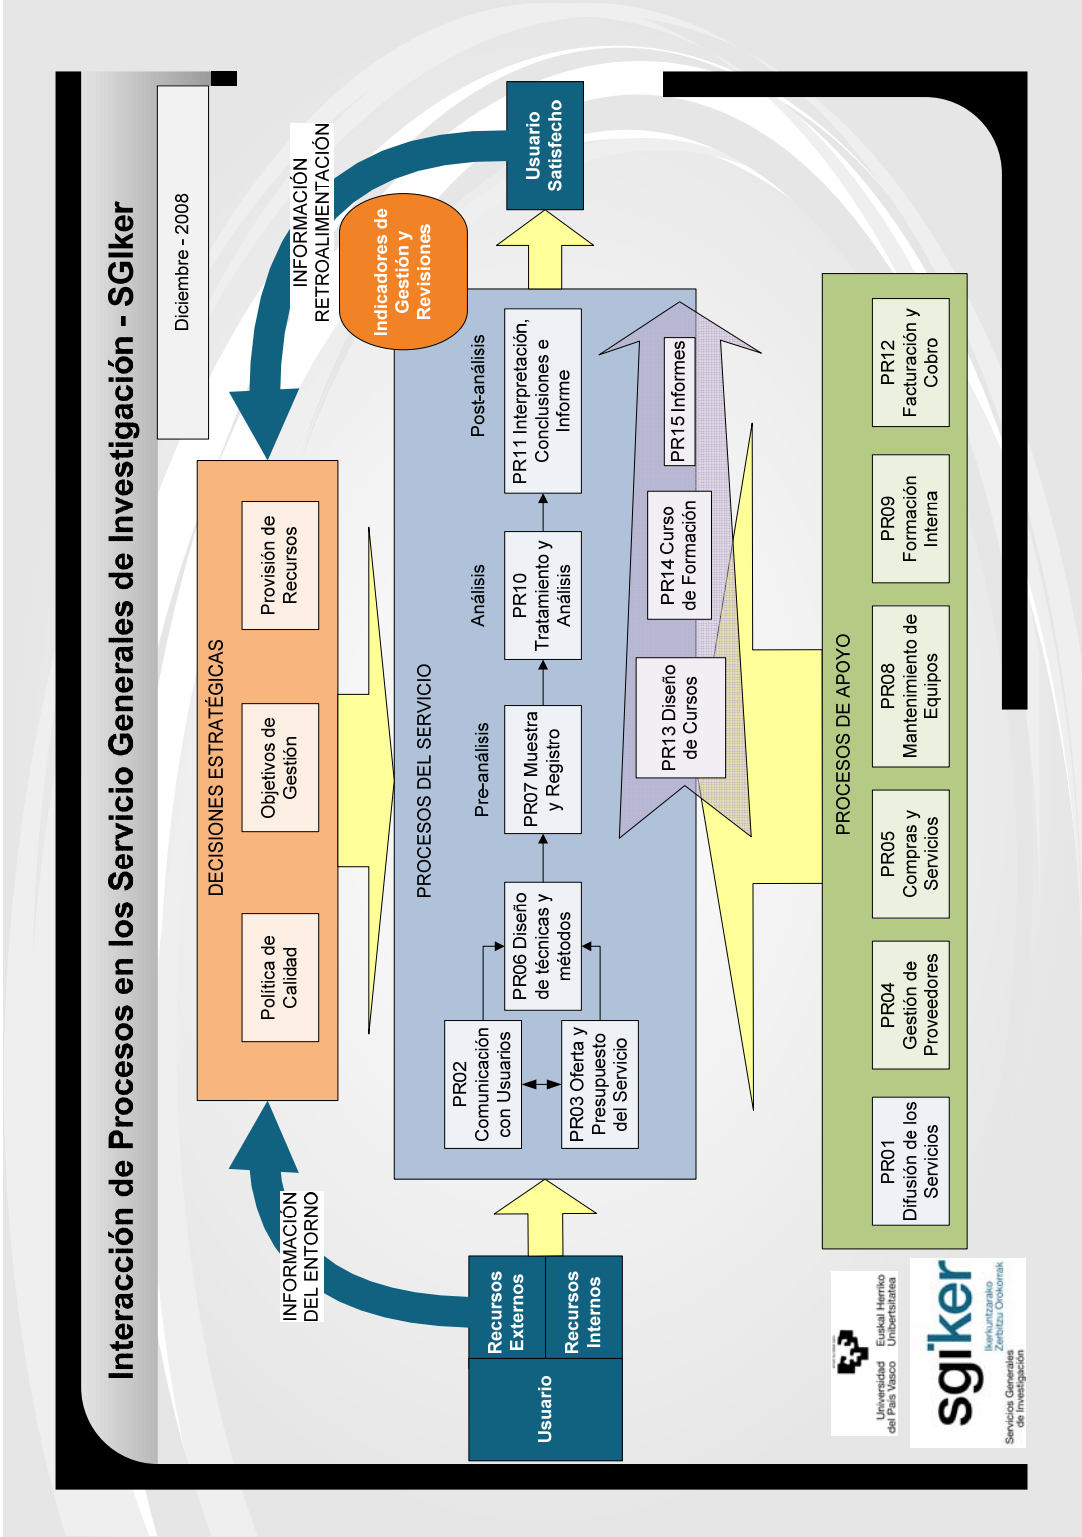 Interacción de Procesos en los Servicio Generales de Investigación - SGIker
Diciembre - 2008
INFORMACIÓN
DEL ENTORNO
INFORMACIÓN
RETROALIMENTACIÓN
DECISIONES ESTRATÉGICAS
Política de
Calidad
Objetivos de
Gestión
Provisión de
Recursos
Indicadores de
Gestión y
Revisiones
Usuario
Recursos
Externos
Recursos
Internos
Usuario
Satisfecho
PROCESOS DEL SERVICIO
Pre-análisis
Análisis
Post-análisis
PR02
Comunicación
con Usuarios
PR03 Oferta y
Presupuesto
del Servicio
PR06 Diseño
de técnicas y
métodos
PR07 Muestra
y Registro
PR10
Tratamiento y
Análisis
PR11 Interpretación,
Conclusiones e
Informe
PR13 Diseño
de Cursos
PR14 Curso
de Formación
PR15 Informes
PROCESOS DE APOYO
PR01
Difusión de los
Servicios
PR04
Gestión de
Proveedores
PR05
Compras y
Servicios
PR08
Mantenimiento de
Equipos
PR09
Formación
Interna
PR12
Facturación y
Cobro
Universidad
del País Vasco
Euskal Herriko
Unibertsitatea
sgiker
Ikerkuntzarako
Zerbitzu Orokorrak
Servicios Generales
de Investigación